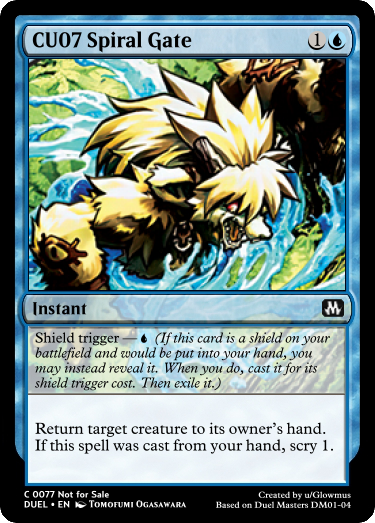 CU07 Spiral Gate 1
Instant
Shield trigger — (If this card is a shield on your
battlefield and would be put into your hand, you
may instead reveal it. When you do, cast it for its
shield trigger cost. Then exile it.)
Return target creature to its owner's hand.
If this spell was cast from your hand, scry 1.
C 0077 Not for Sale
Created by u/Glowmus
DUEL • EN Tomofumi Ogasawara
Based on Duel Masters DM01-04